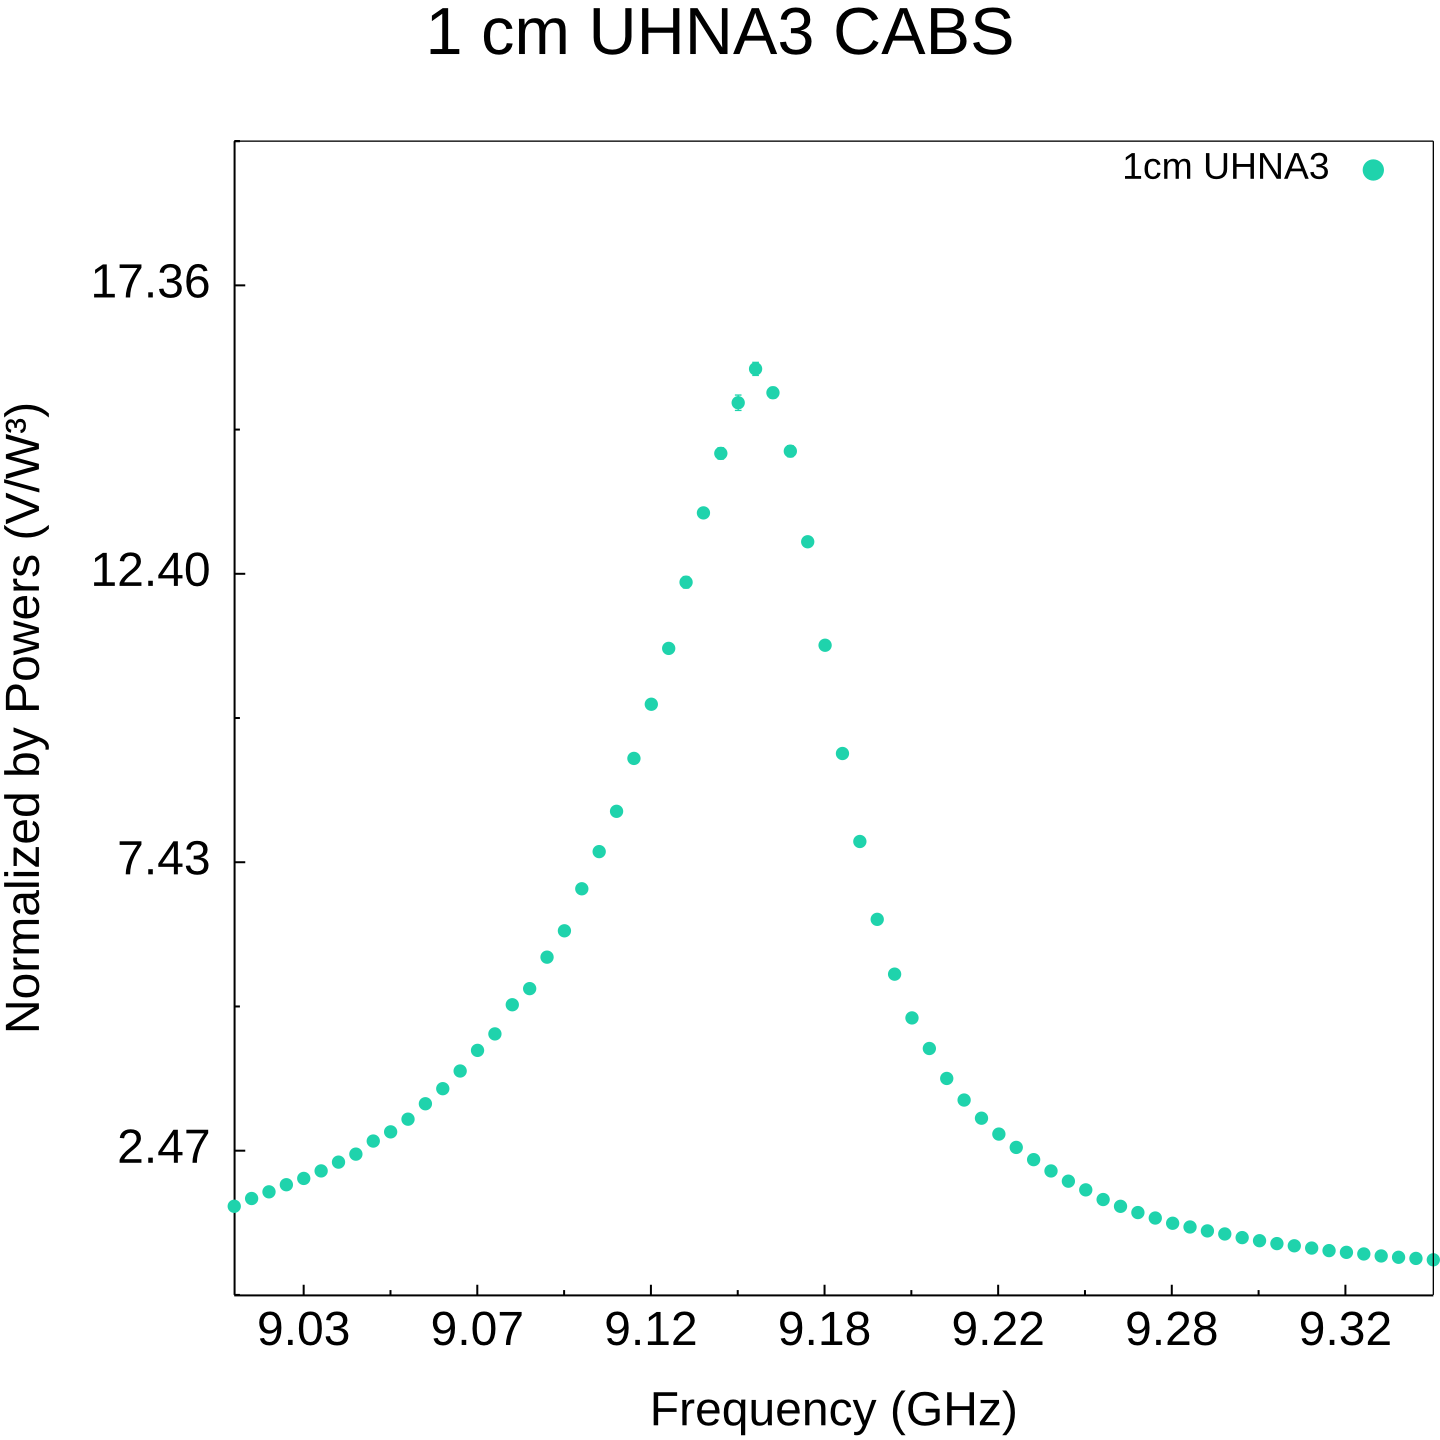 1 cm UHNA3 CABS
1cm UHNA3
17.36
12.40
7.43
2.47
Normalized by Powers (V/W³)
9.03 9.07 9.12 9.18 9.22 9.28 9.32
Frequency (GHz)